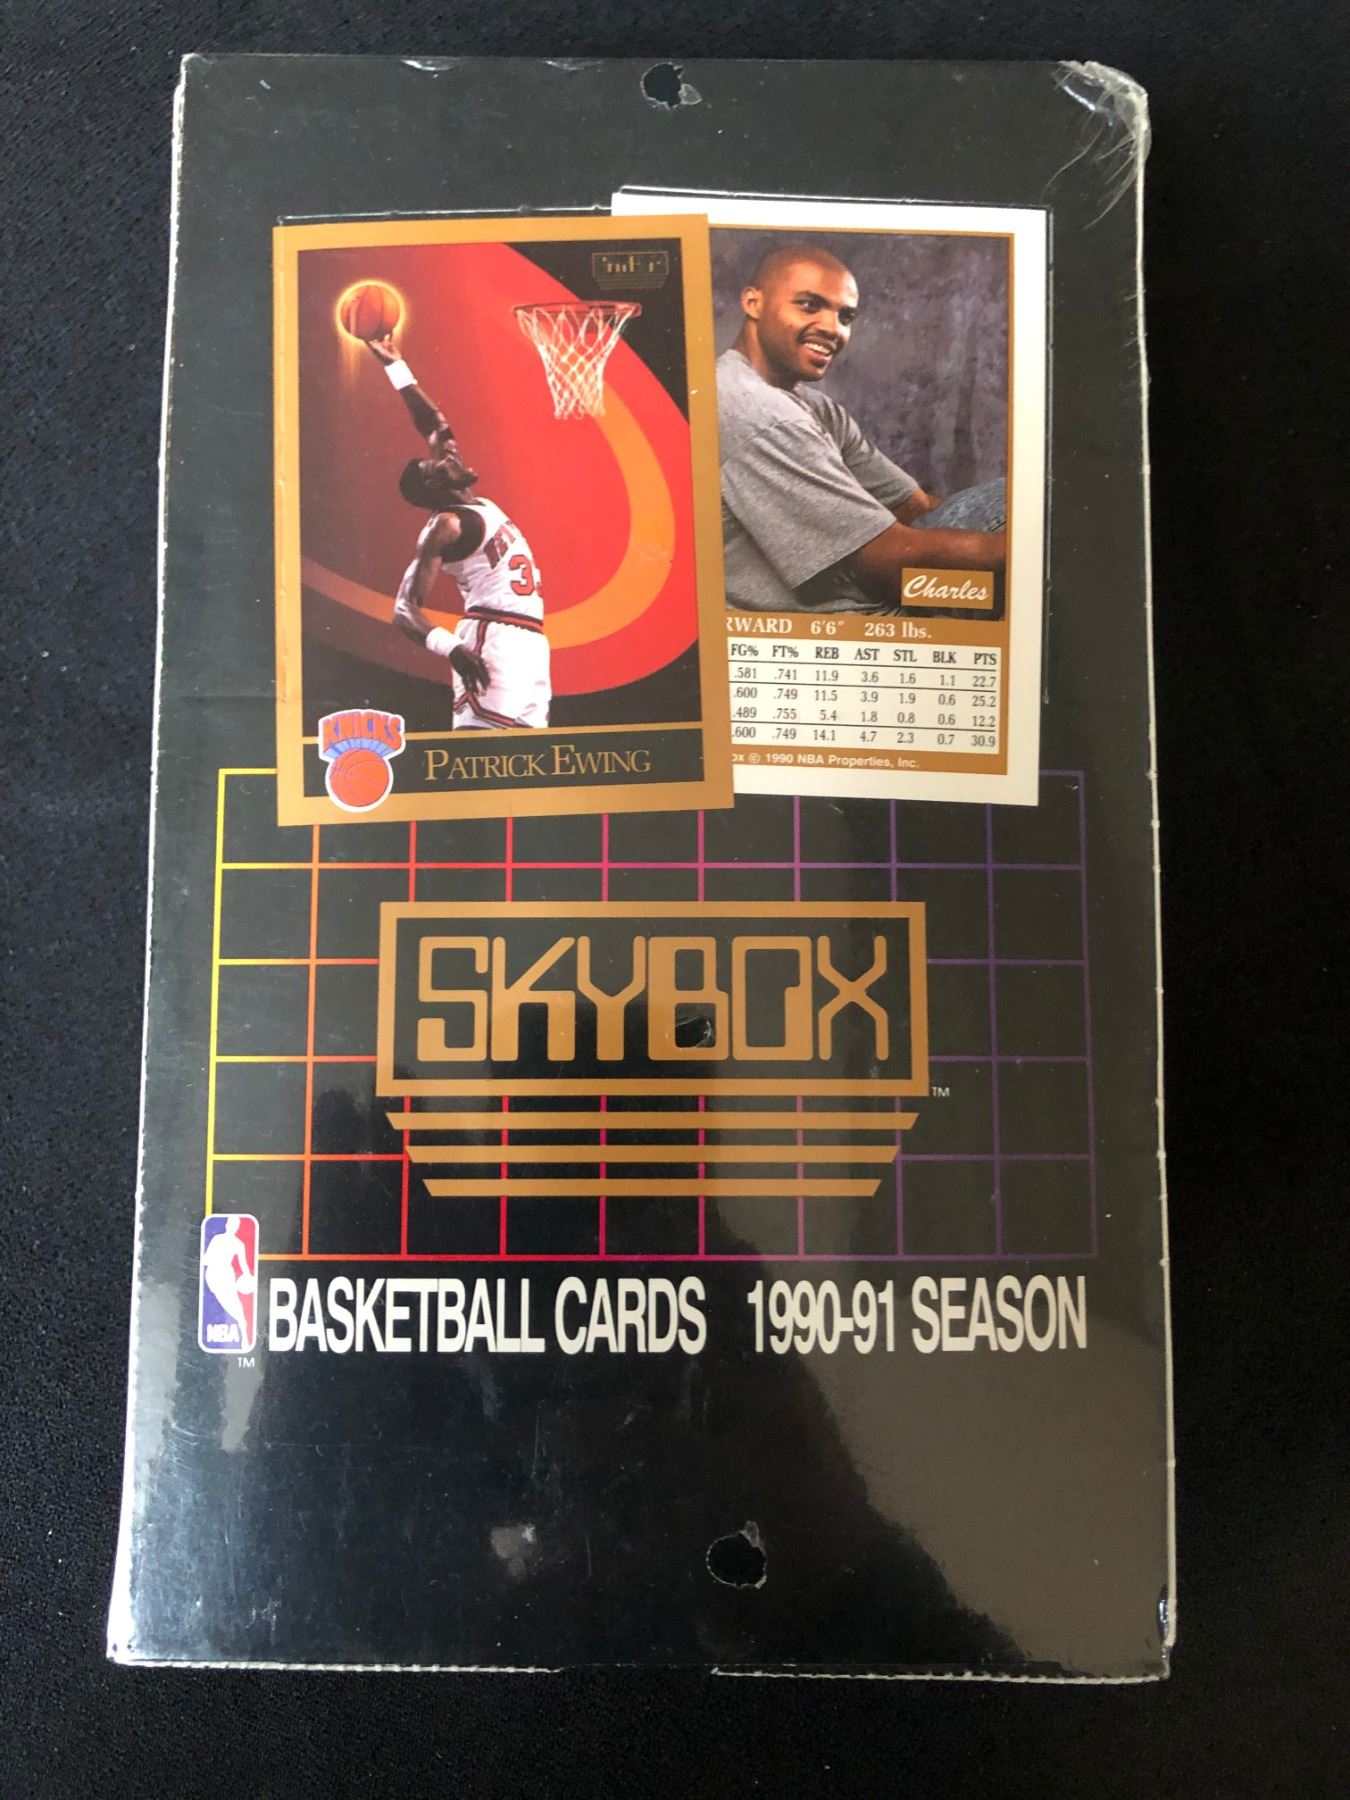 33
KNICKS
PATRICK EWING
Charles
RWARD 6'6" 263 lbs.
FG% FT% REB AST STL BLK PTS
.581 .741 11.9 3.6 1.6 1.1 22.7
.600 .749 11.5 3.9 1.9 0.6 25.2
.489 .755 5.4 1.8 0.8 0.6 12.2
.600 .749 14.1 4.7 2.3 0.7 30.9
ox © 1990 NBA Properties, Inc.
SKYBOX
TM
NBA
TM
BASKETBALL CARDS 1990-91 SEASON